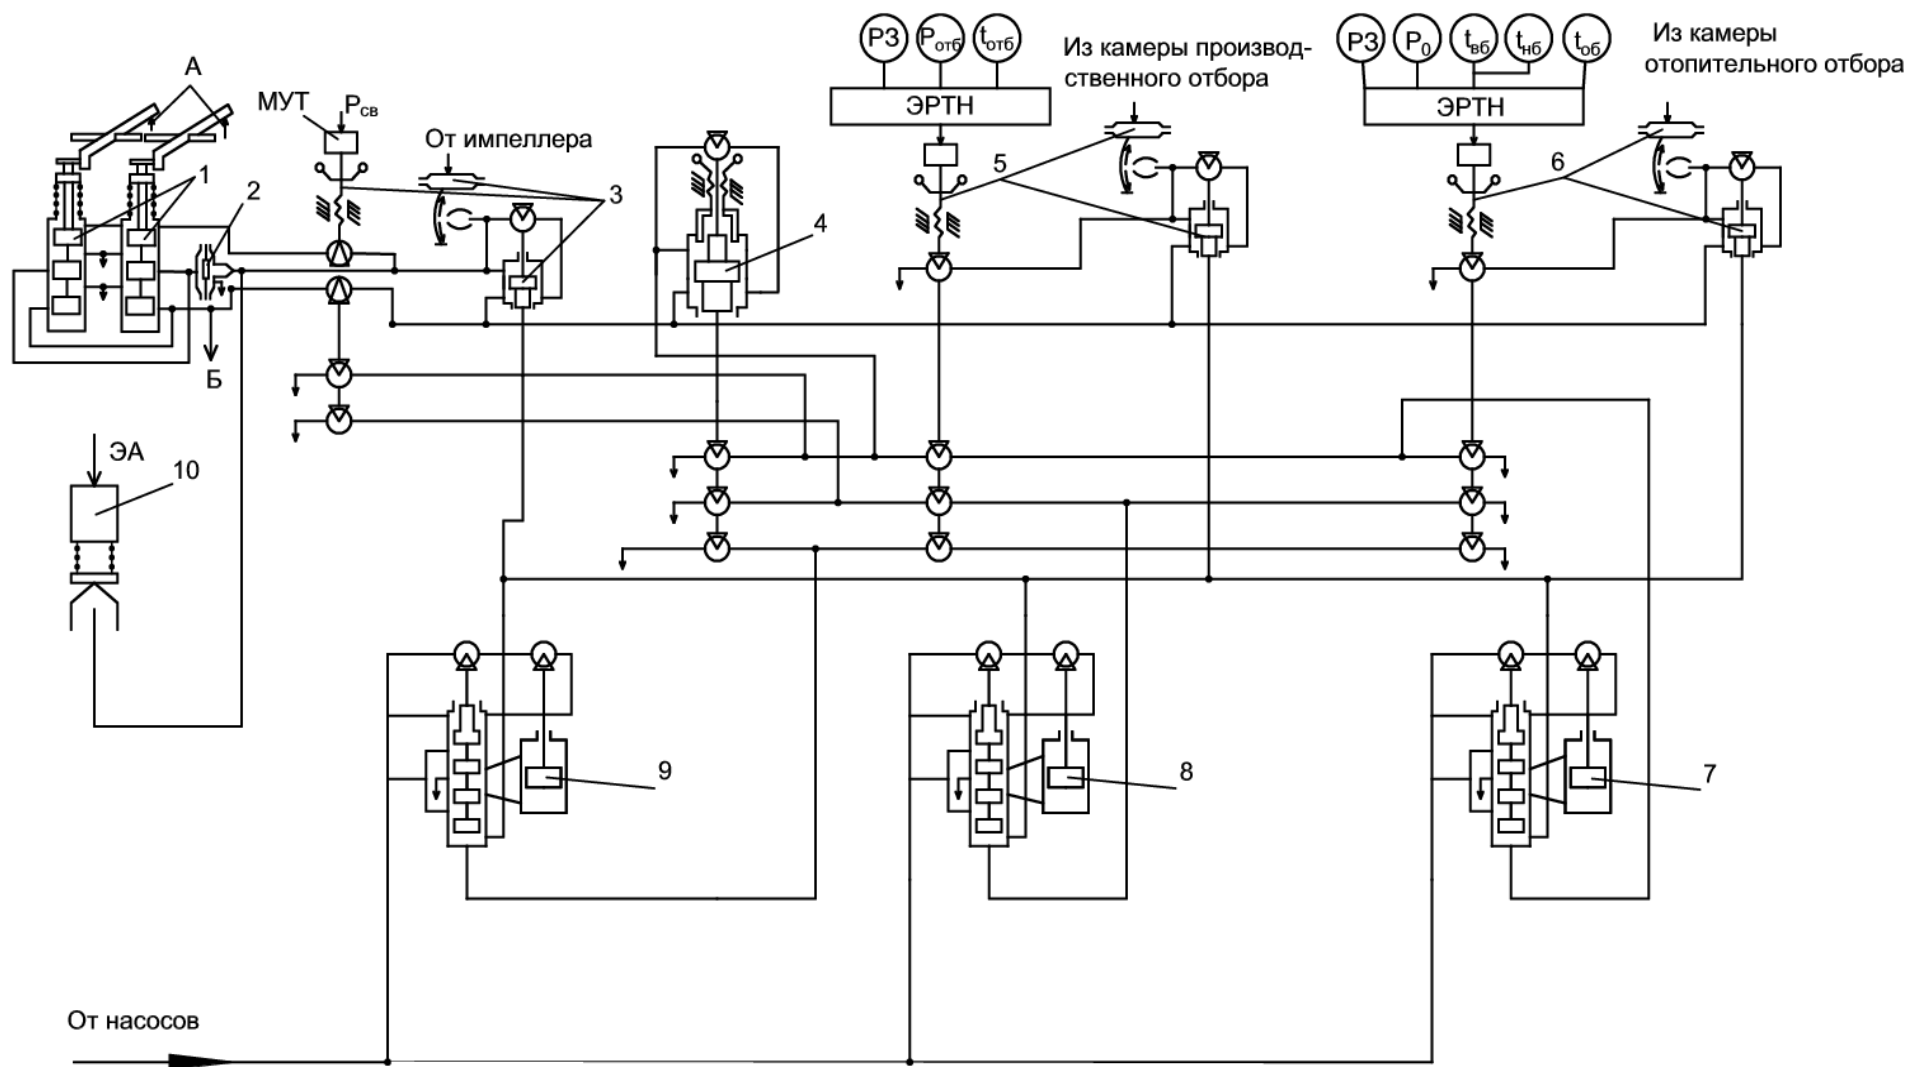 А
МУТ
Pсв
От импеллера
РЗ
Pотб
tотб
Из камеры производ-
ственного отбора
ЭРТН
РЗ
P0
tвб
tнб
tоб
Из камеры
отопительного отбора
ЭРТН
1
2
3
4
5
6
Б
ЭА
10
9
8
7
От насосов